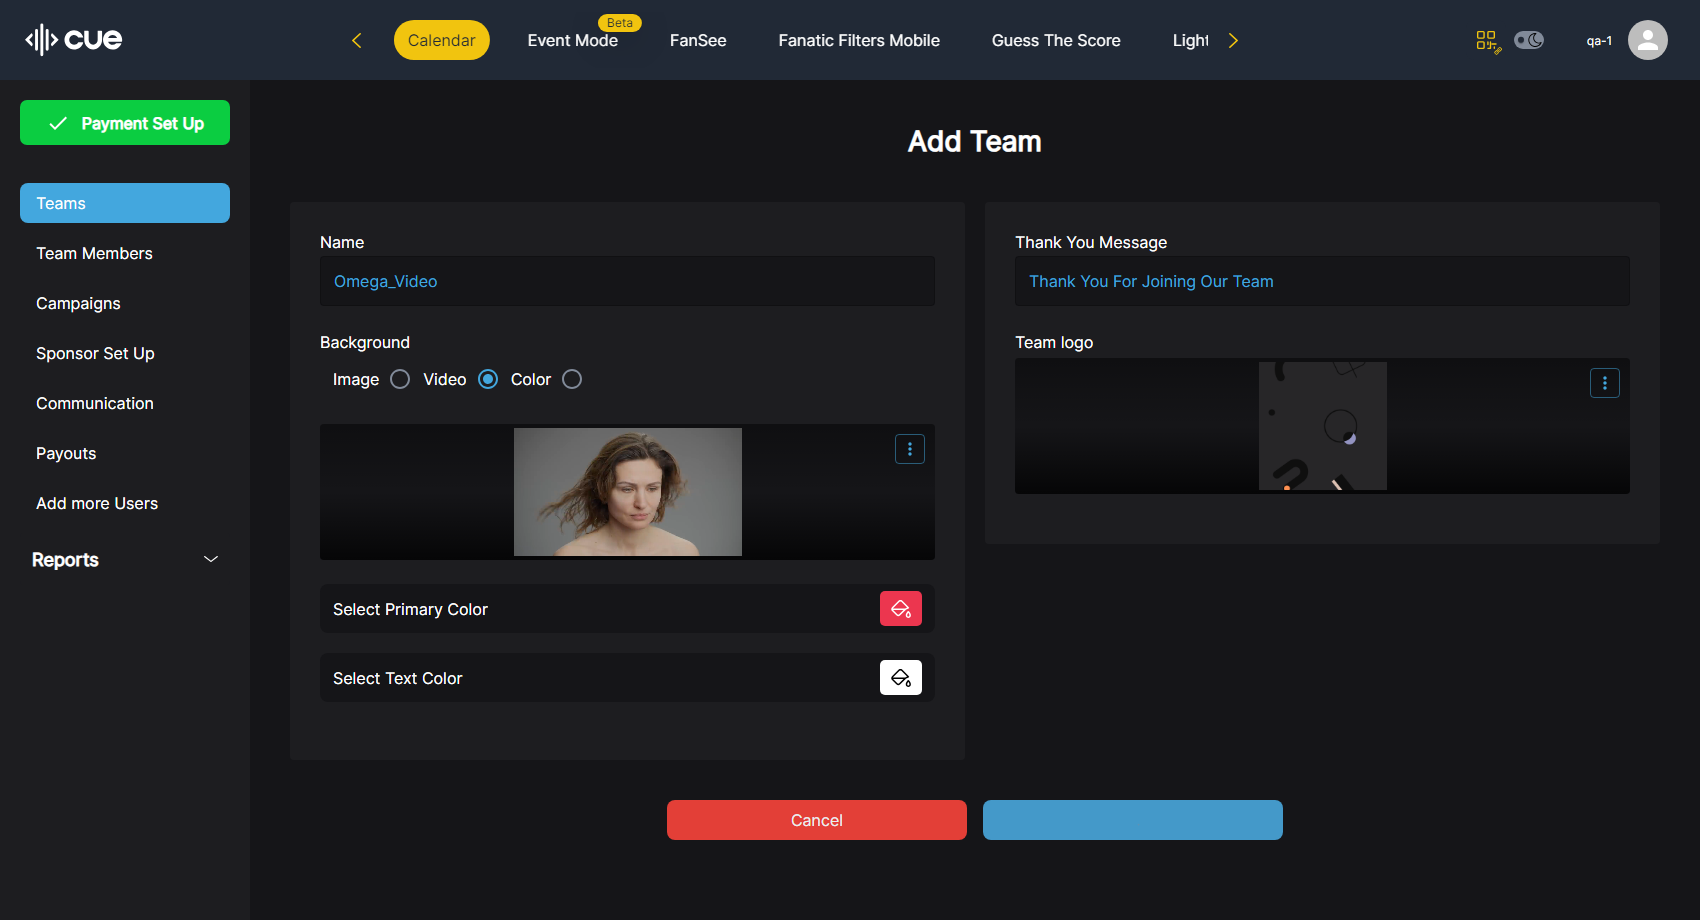 cue
Calendar
Event Mode
Beta
FanSee
Fanatic Filters Mobile
Guess The Score
Light
qa-1
Payment Set Up
Teams
Team Members
Campaigns
Sponsor Set Up
Communication
Payouts
Add more Users
Reports
Add Team
Name
Omega_Video
Background
Image
Video
Color
Select Primary Color
Select Text Color
Thank You Message
Thank You For Joining Our Team
Team logo
Cancel